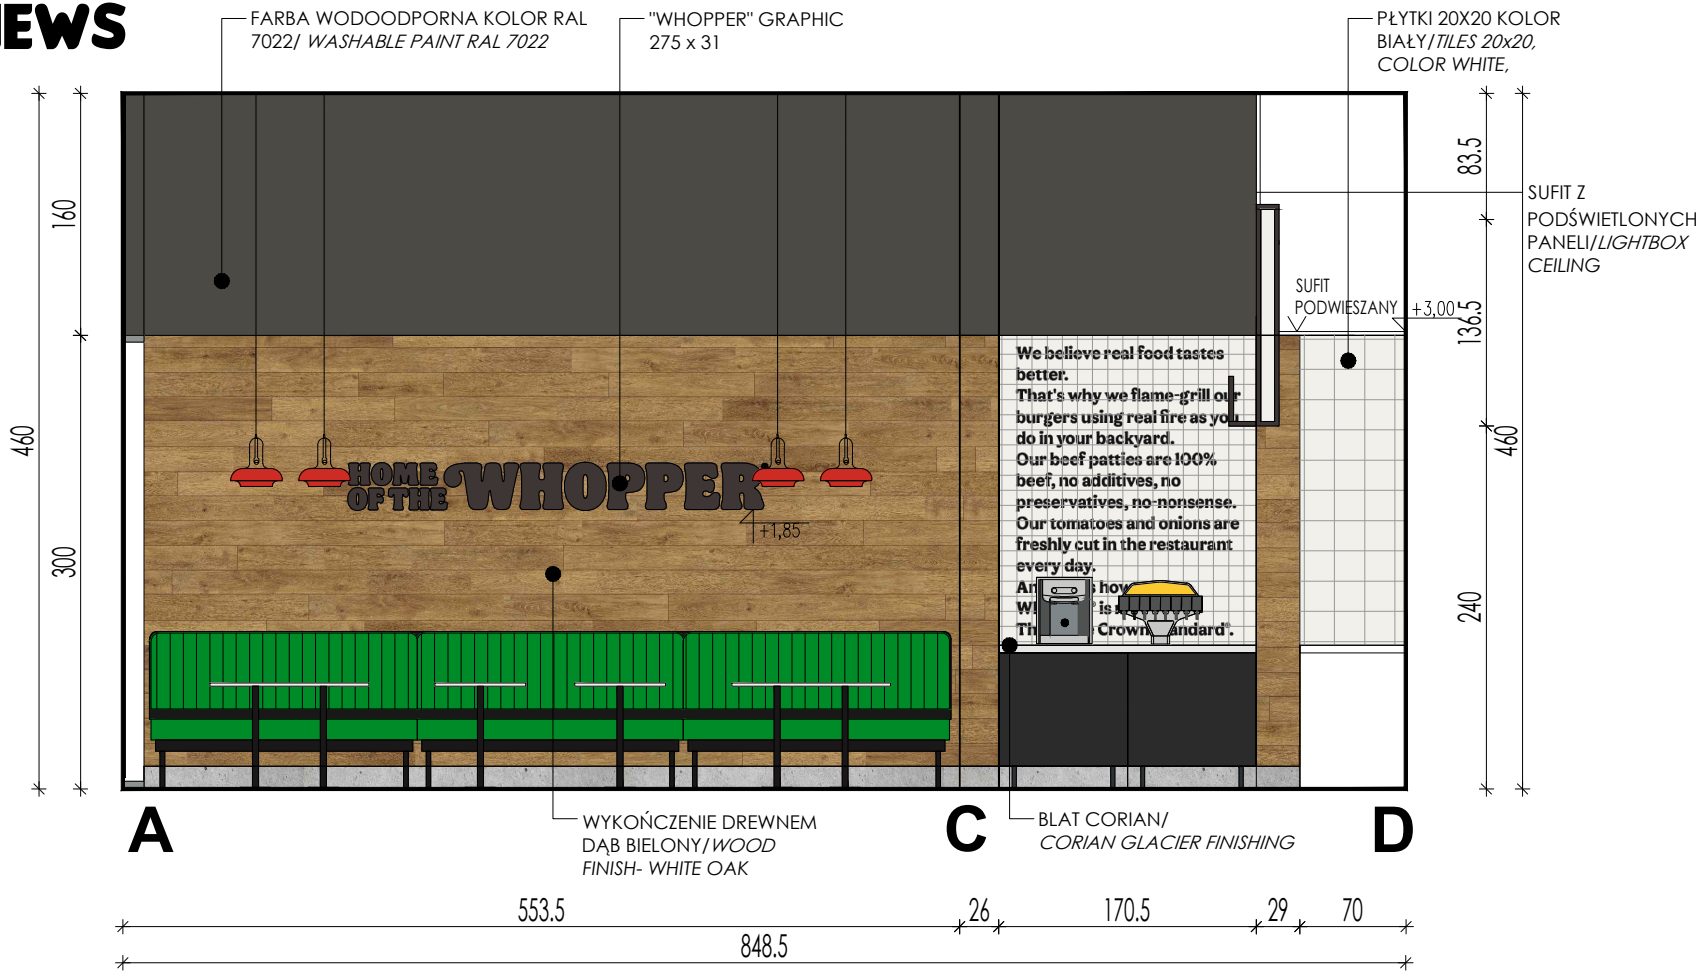 NEWS
FARBA WODOODPORNA KOLOR RAL
7022/ WASHABLE PAINT RAL 7022
"WHOPPER" GRAPHIC
275 x 31
PŁYTKI 20X20 KOLOR
BIAŁY/TILES 20x20,
COLOR WHITE,
SUFIT Z
PODŚWIETLONYCH
PANELI/LIGHTBOX
CEILING
SUFIT
PODWIESZANY
+3,00
460
160
300
83.5
136.5
240
460
HOME
OF THE
WHOPPER
+1,85
We believe real food tastes
better.
That's why we flame-grill our
burgers using real fire as you
do in your backyard.
Our beef patties are 100%
beef, no additives, no
preservatives, no-nonsense.
Our tomatoes and onions are
freshly cut in the restaurant
every day.
how
is
Crown
A
C
D
WYKOŃCZENIE DREWNEM
DĄB BIELONY/WOOD
FINISH- WHITE OAK
BLAT CORIAN/
CORIAN GLACIER FINISHING
553.5
26
170.5
29
70
848.5